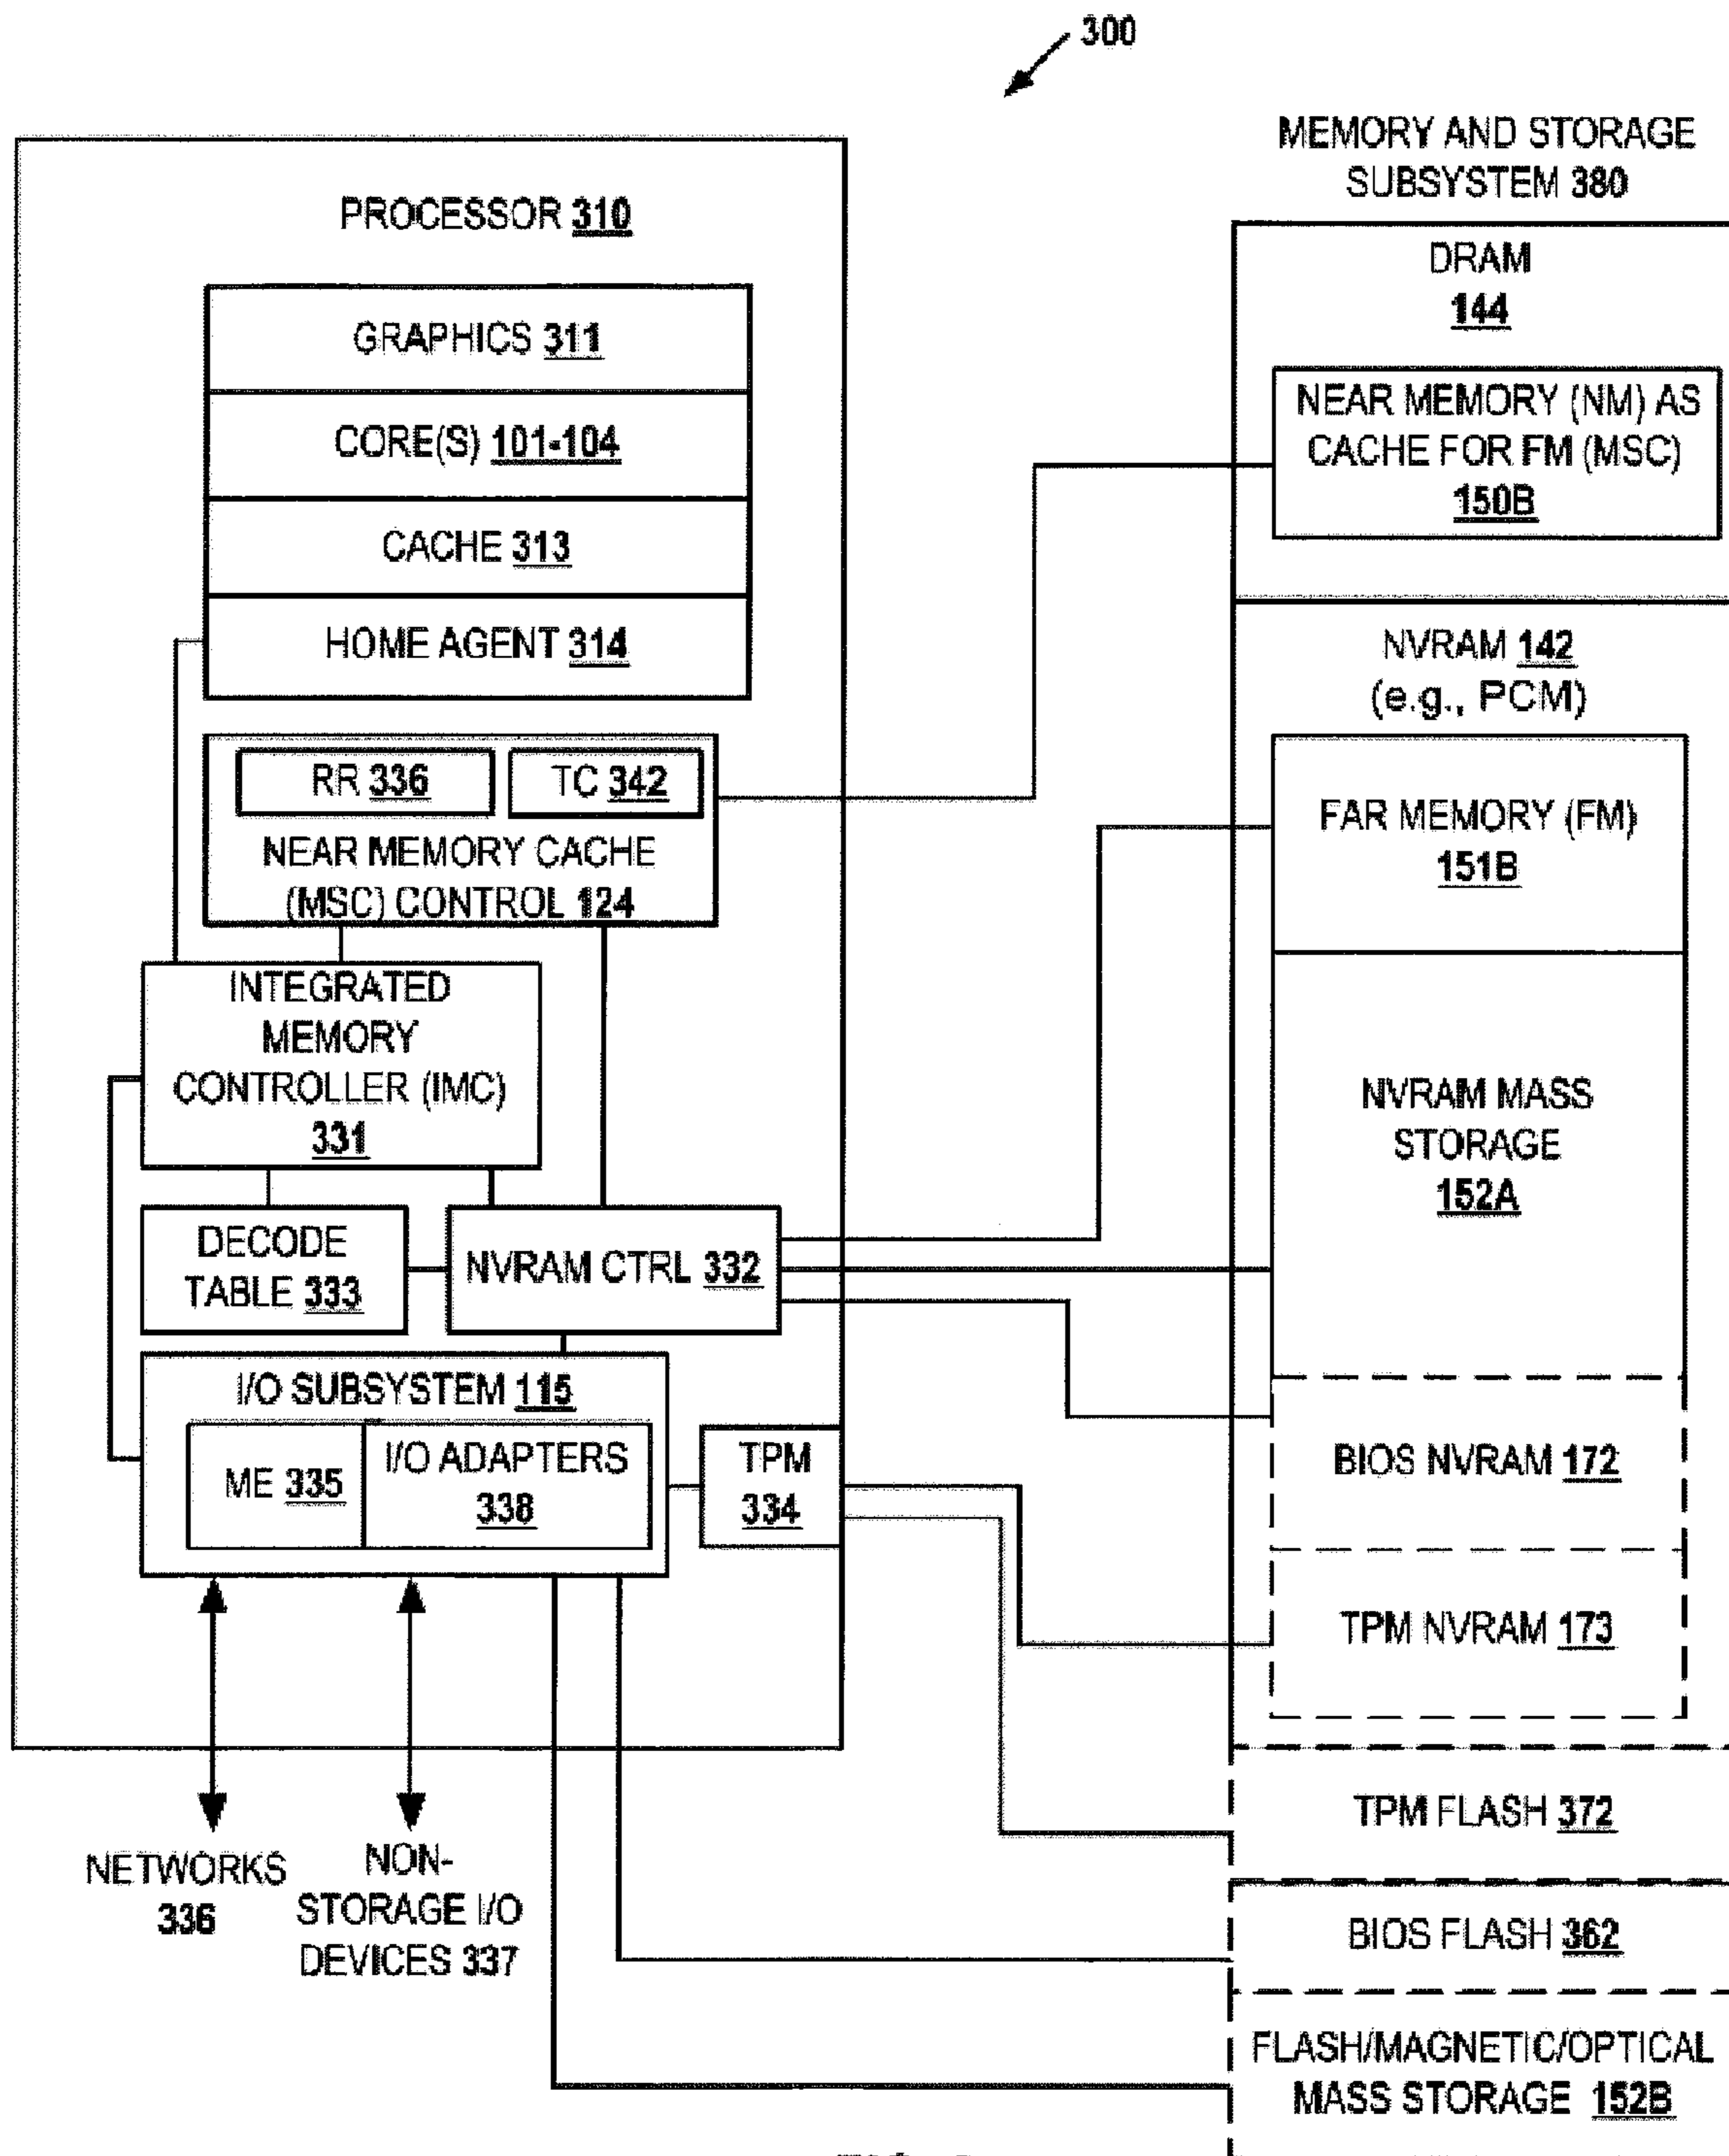 300
PROCESSOR 310
GRAPHICS 311
CORE(S) 101-104
CACHE 313
HOME AGENT 314
RR 336
TC 342
NEAR MEMORY CACHE
(MSC) CONTROL 124
INTEGRATED
MEMORY
CONTROLLER (IMC)
331
DECODE
TABLE 333
NVRAM CTRL 332
I/O SUBSYSTEM 115
ME 335
I/O ADAPTERS
338
TPM
334
NETWORKS
336
NON-
STORAGE I/O
DEVICES 337
MEMORY AND STORAGE
SUBSYSTEM 380
DRAM
144
NEAR MEMORY (NM) AS
CACHE FOR FM (MSC)
150B
NVRAM 142
(e.g., PCM)
FAR MEMORY (FM)
151B
NVRAM MASS
STORAGE
152A
BIOS NVRAM 172
TPM NVRAM 173
TPM FLASH 372
BIOS FLASH 362
FLASH/MAGNETIC/OPTICAL
MASS STORAGE 152B